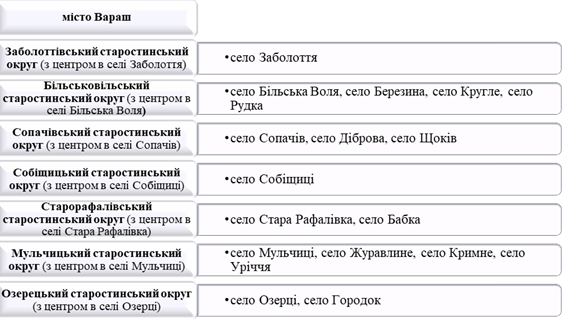 місто Вараш
Заболоттівський старостинський
округ (з центром в селі Заболоття)
•село Заболоття
Більськовільський
старостинський округ (з центром в
селі Більська Воля)
•село Більська Воля, село Березина, село Кругле, село
Рудка
Сопачівський старостинський
округ (з центром в селі Сопачів)
•село Сопачів, село Діброва, село Щоків
Собіщицький старостинський
округ (з центром в селі Собіщиці)
•село Собіщиці
Старорафалівський
старостинський округ (з центром в
селі Стара Рафалівка)
•село Стара Рафалівка, село Бабка
Мульчицький старостинський
округ (з центром в селі Мульчиці)
•село Мульчиці, село Журавлине, село Кримне, село
Уріччя
Озерецький старостинський округ
(з центром в селі Озерці)
•село Озерці, село Городок